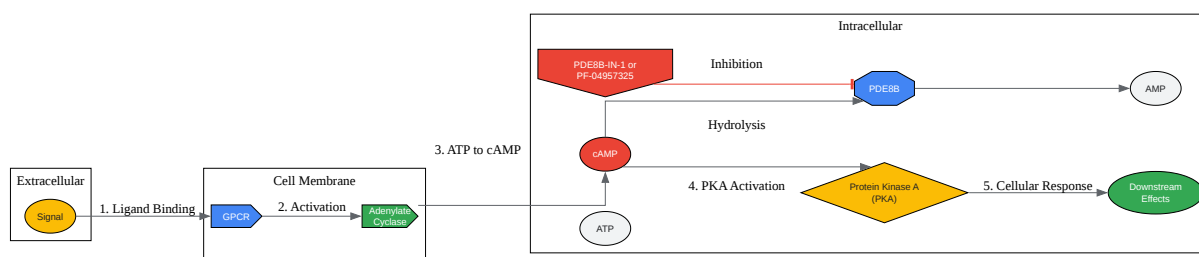 Extracellular
Signal
1. Ligand Binding
Cell Membrane
GPCR
2. Activation
Adenylate
Cyclase
3. ATP to cAMP
Intracellular
PDE8B-IN-1 or
PF-04957325
Inhibition
PDE8B
AMP
Hydrolysis
cAMP
4. PKA Activation
Protein Kinase A
(PKA)
5. Cellular Response
Downstream
Effects
ATP